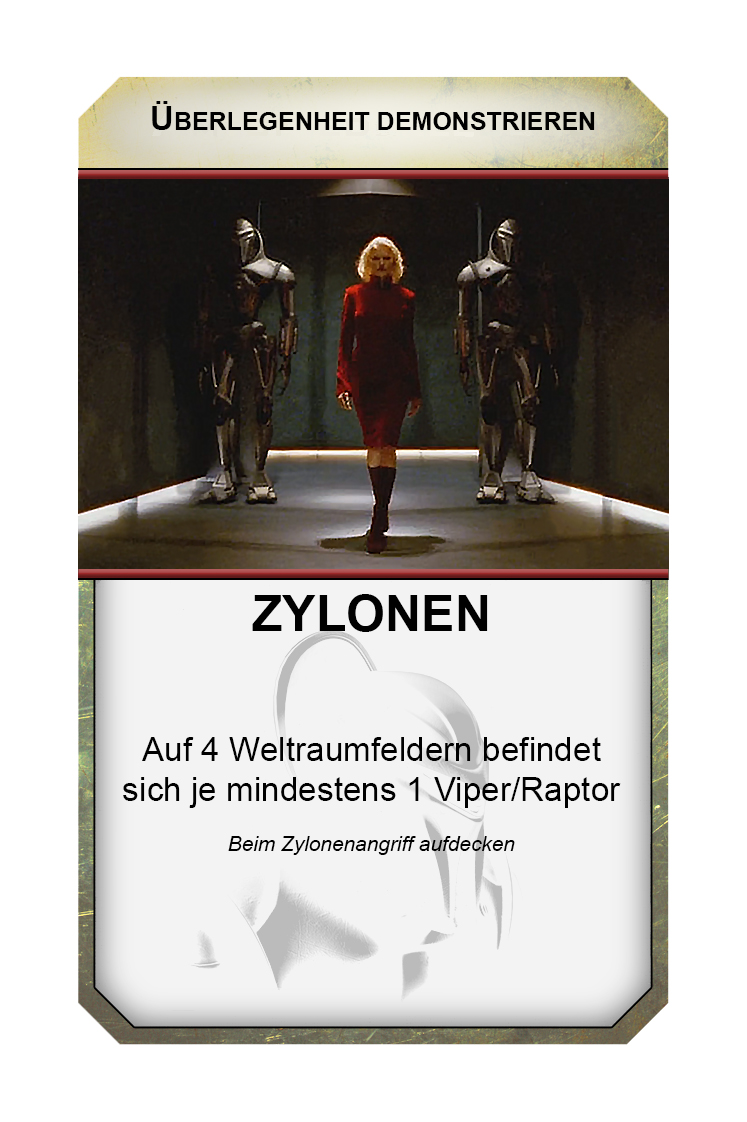 Überlegenheit demonstrieren
ZYLONEN
Auf 4 Weltraumfeldern befindet
sich je mindestens 1 Viper/Raptor
Beim Zylonenangriff aufdecken